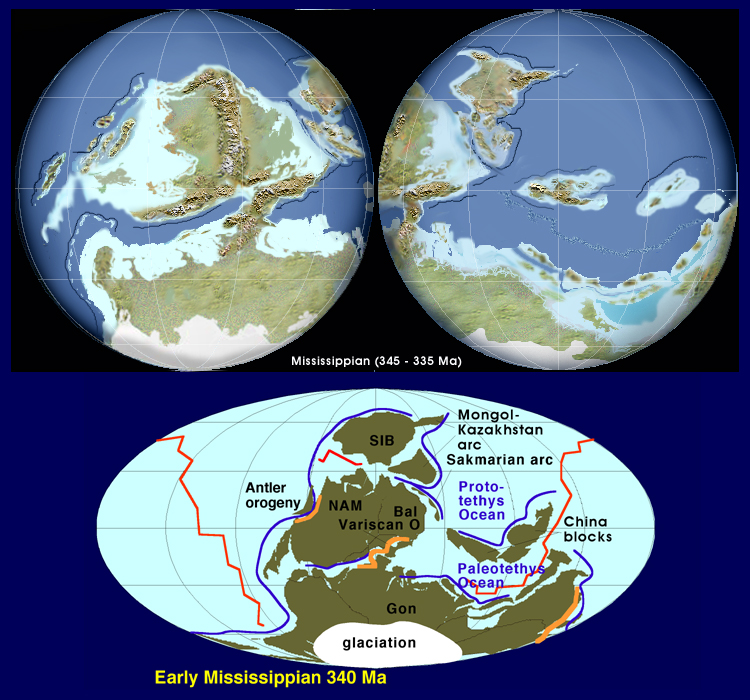 Mississippian (345 - 335 Ma)
Mongol-
Kazakhstan
arc
SIB
Sakmarian arc
Antler
orogeny
Proto-
tethys
Ocean
NAM
Bal
Variscan O
China
blocks
Paleotethys
Ocean
Gon
glaciation
Early Mississippian 340 Ma